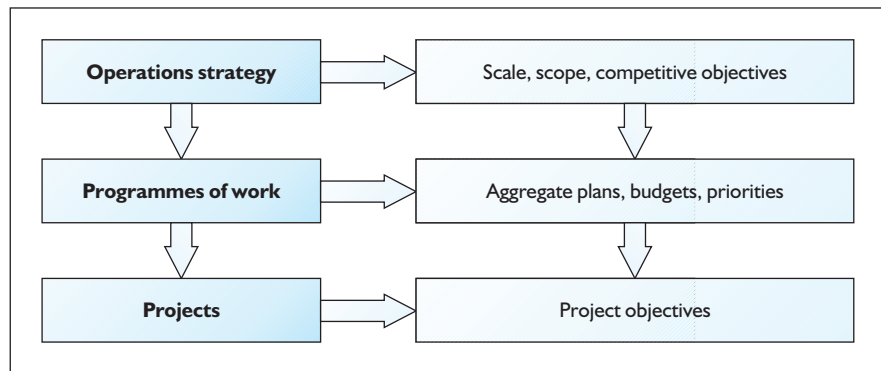 Operations strategy
Scale, scope, competitive objectives
Programmes of work
Aggregate plans, budgets, priorities
Projects
Project objectives